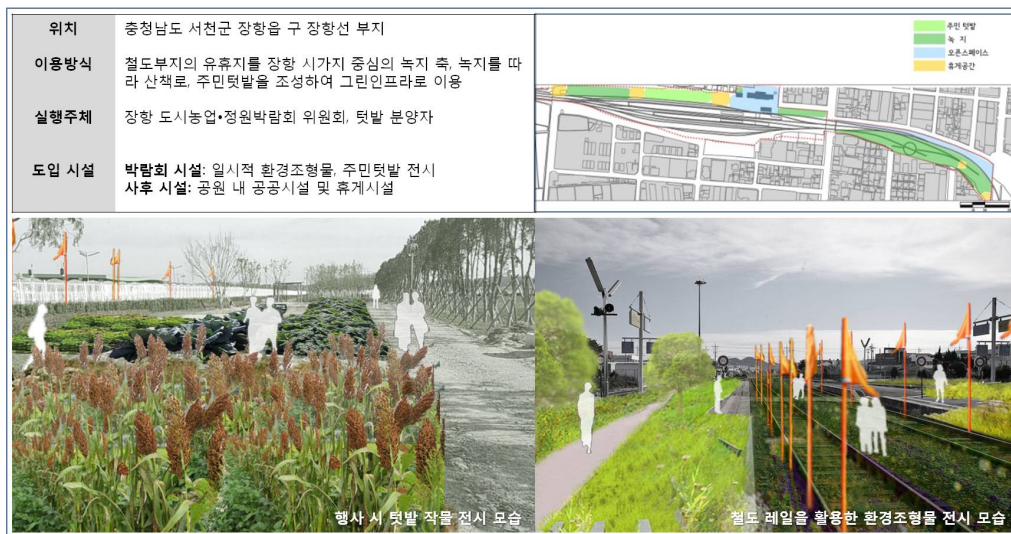 위치
충청남도 서천군 장항읍 구 장항선 부지
이용방식
철도부지의 유휴지를 장항 시가지 중심의 녹지 축, 녹지를 따
라 산책로, 주민텃밭을 조성하여 그린인프라로 이용
실행주체
장항 도시농업•정원박람회 위원회, 텃밭 분양자
도입 시설
박람회 시설: 일시적 환경조형물, 주민텃밭 전시
사후 시설: 공원 내 공공시설 및 휴게시설
주민 텃밭
녹 지
오픈스페이스
휴게공간
행사 시 텃밭 작물 전시 모습
철도 레일을 활용한 환경조형물 전시 모습